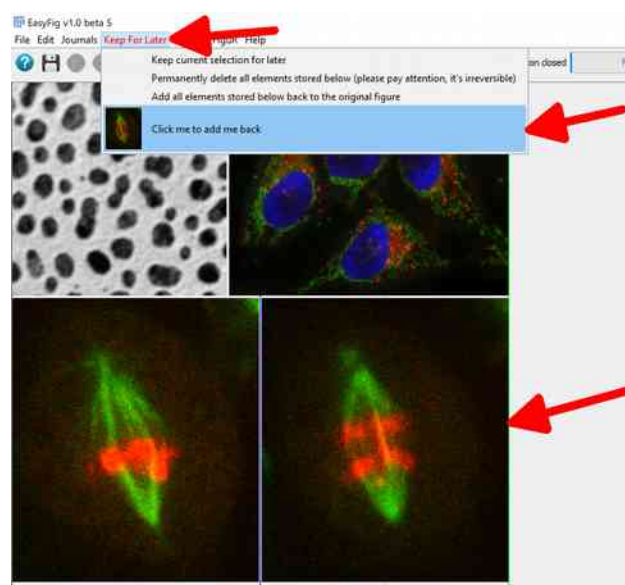 EasyFig v1.0 beta 5
File Edit Journals Keep For Later Help
Keep current selection for later
on closed
Permanently delete all elements stored below (please pay attention, it's irreversible)
Add all elements stored below back to the original figure
Click me to add me back